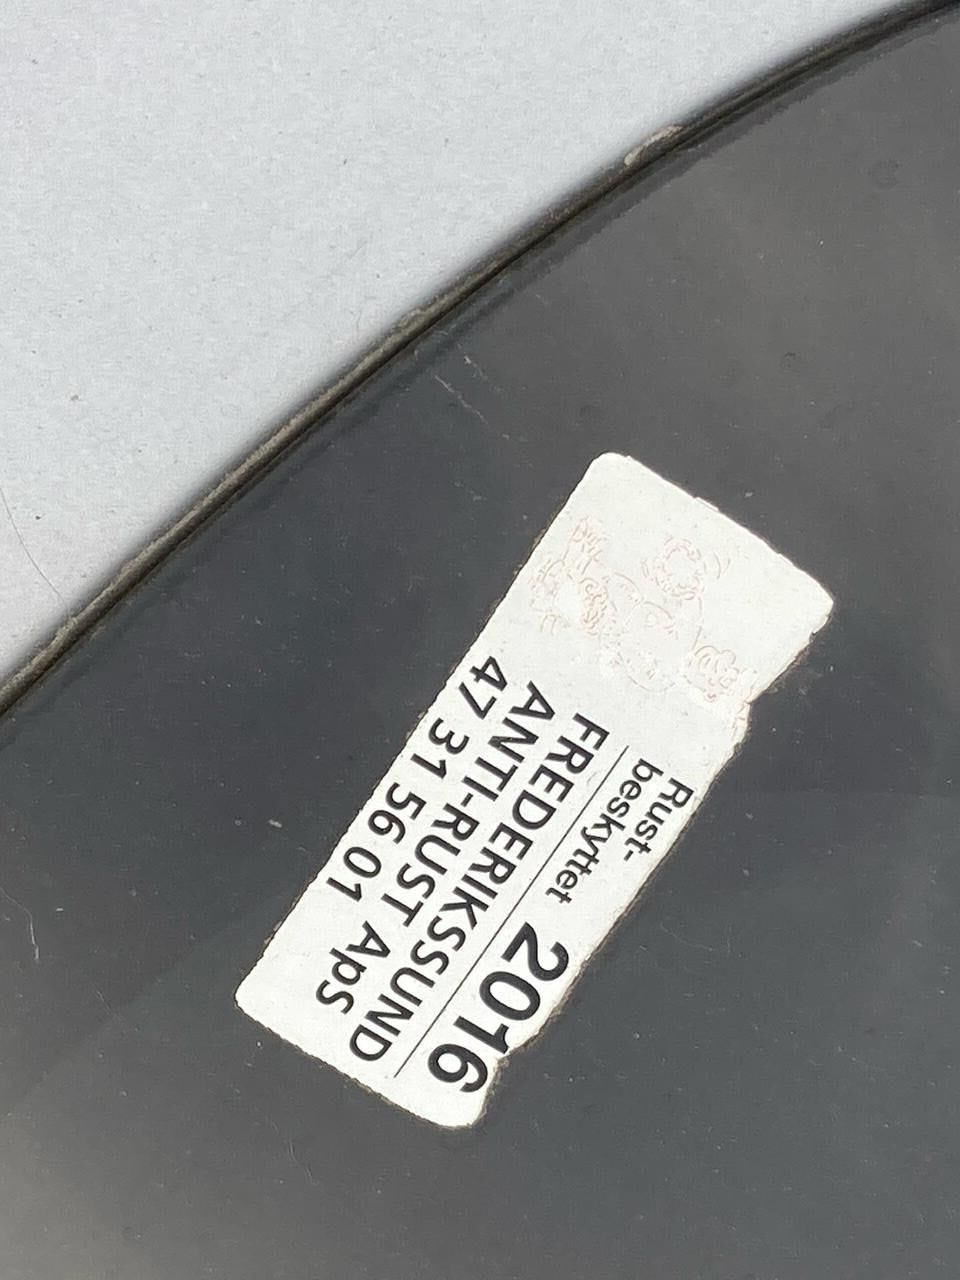 Rust-
beskyttet 2016
FREDERIKSSUND
ANTI-RUST Aps
47 31 56 01